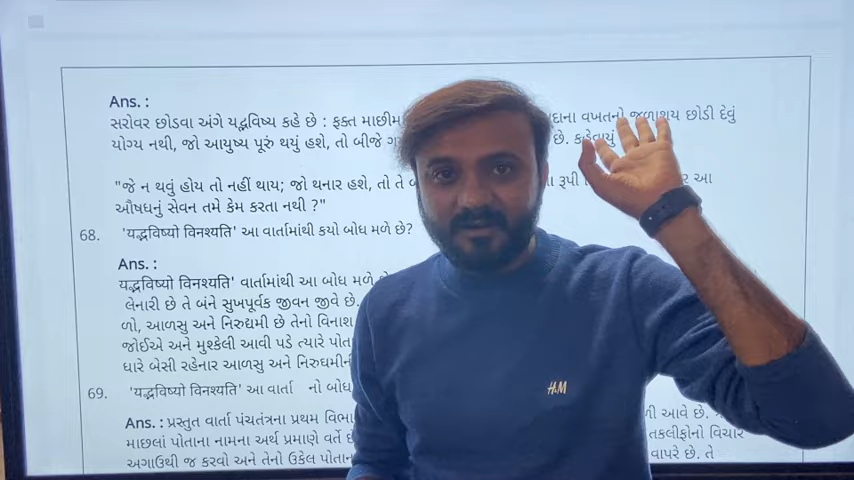 Ans. :
સરોવર છોડવા અંગે યદ્ભવિષ્ય કહે છે : ફક્ત માછીમ વખતનો જળાશય છોડી દેવું
યોગ્ય નથી, જો આયુષ્ય પૂરું થયું હશે, તો બીજે છે. કહેવાયું
"જે ન થવું હોય તો નહીં થાય; જો થનાર હશે, તો તે રૂપી આ
ઔષધનું સેવન તમે કેમ કરતા નથી ?"
68. 'યદ્ભવિષ્યો વિનશ્યતિ' આ વાર્તામાંથી કયો બોધ મળે છે?
Ans. :
યદ્ભવિષ્યો વિનશ્યતિ' વાર્તામાંથી આ બોધ મળે
લેનારી છે તે બંને સુખપૂર્વક જીવન જીવે છે.
ળો, આળસુ અને નિરુદ્યમી છે તેનો વિનાશ
જોઈએ અને મુશ્કેલી આવી પડે ત્યારે પોતા
ધારે બેસી રહેનાર આળસુ અને નિરુઘમીન
69. 'યદ્ભવિષ્યો વિનશ્યતિ' આ વાર્તા નો બોધ
Ans. : પ્રસ્તુત વાર્તા પંચતંત્રના પ્રથમ વિભા આવે છે.
માછલાં પોતાના નામના અર્થ પ્રમાણે વર્તે છે તકલીફોનો વિચાર
અગાઉથી જ કરવો અને તેનો ઉકેલ પોતાન વાપરે છે. તે
H&M